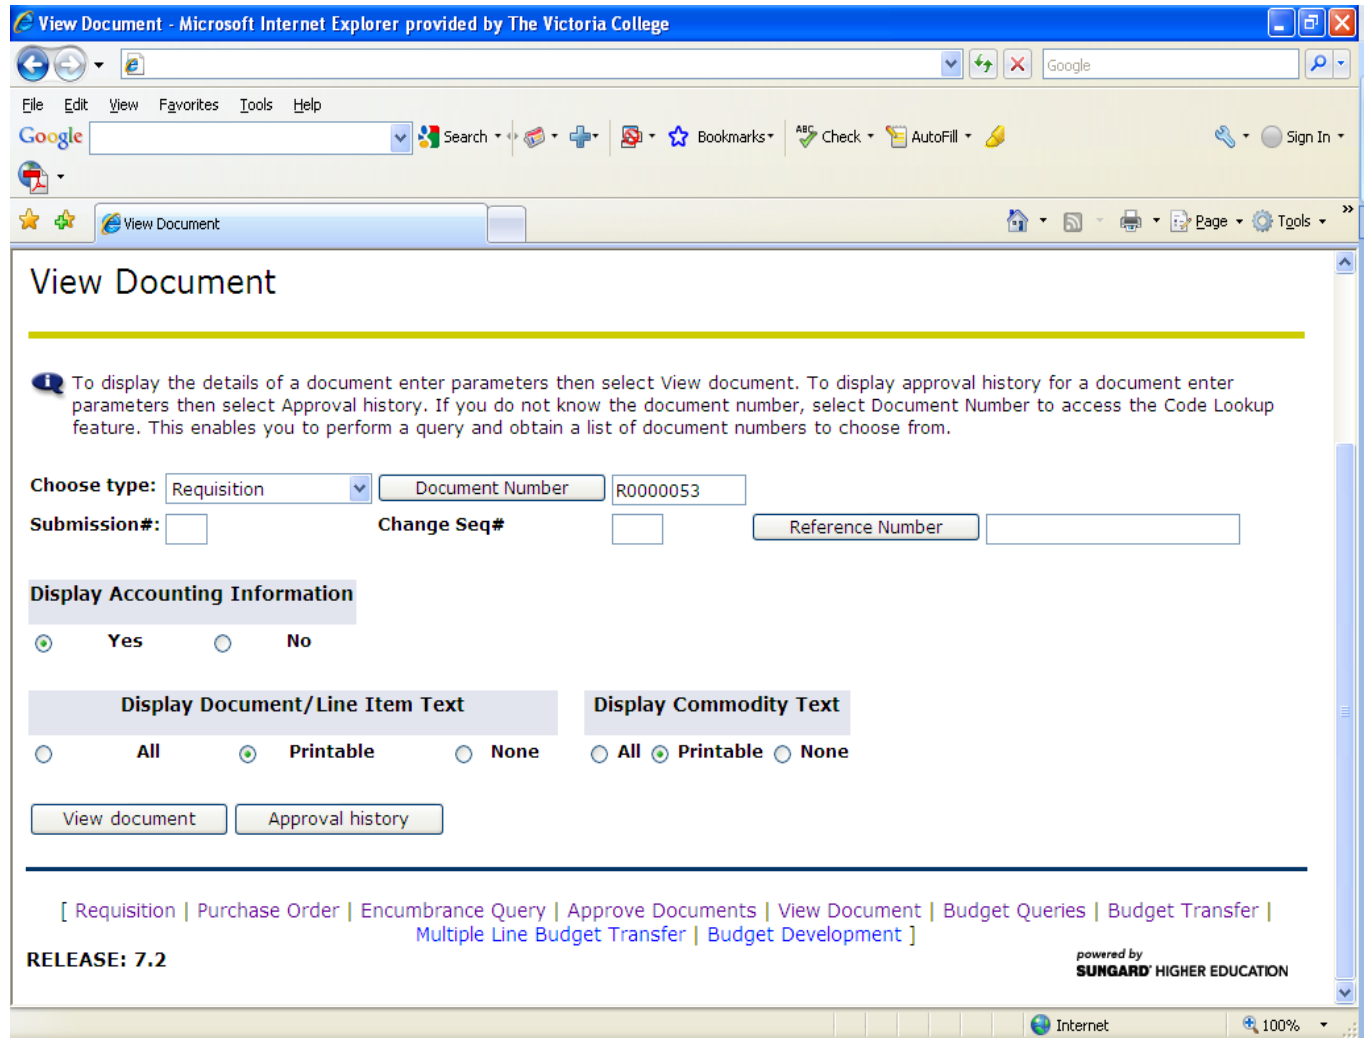 View Document - Microsoft Internet Explorer provided by The Victoria College
Google
File Edit View Favorites Tools Help
Google Search Bookmarks ABC Check AutoFill Sign In
View Document Page Tools »
View Document
To display the details of a document enter parameters then select View document. To display approval history for a document enter
parameters then select Approval history. If you do not know the document number, select Document Number to access the Code Lookup
feature. This enables you to perform a query and obtain a list of document numbers to choose from.
Choose type: Requisition Document Number R0000053
Submission#: Change Seq# Reference Number
Display Accounting Information
Yes No
Display Document/Line Item Text Display Commodity Text
All Printable None All Printable None
View document Approval history
[ Requisition | Purchase Order | Encumbrance Query | Approve Documents | View Document | Budget Queries | Budget Transfer |
Multiple Line Budget Transfer | Budget Development ]
RELEASE: 7.2
powered by
SUNGARD' HIGHER EDUCATION
Internet 100%